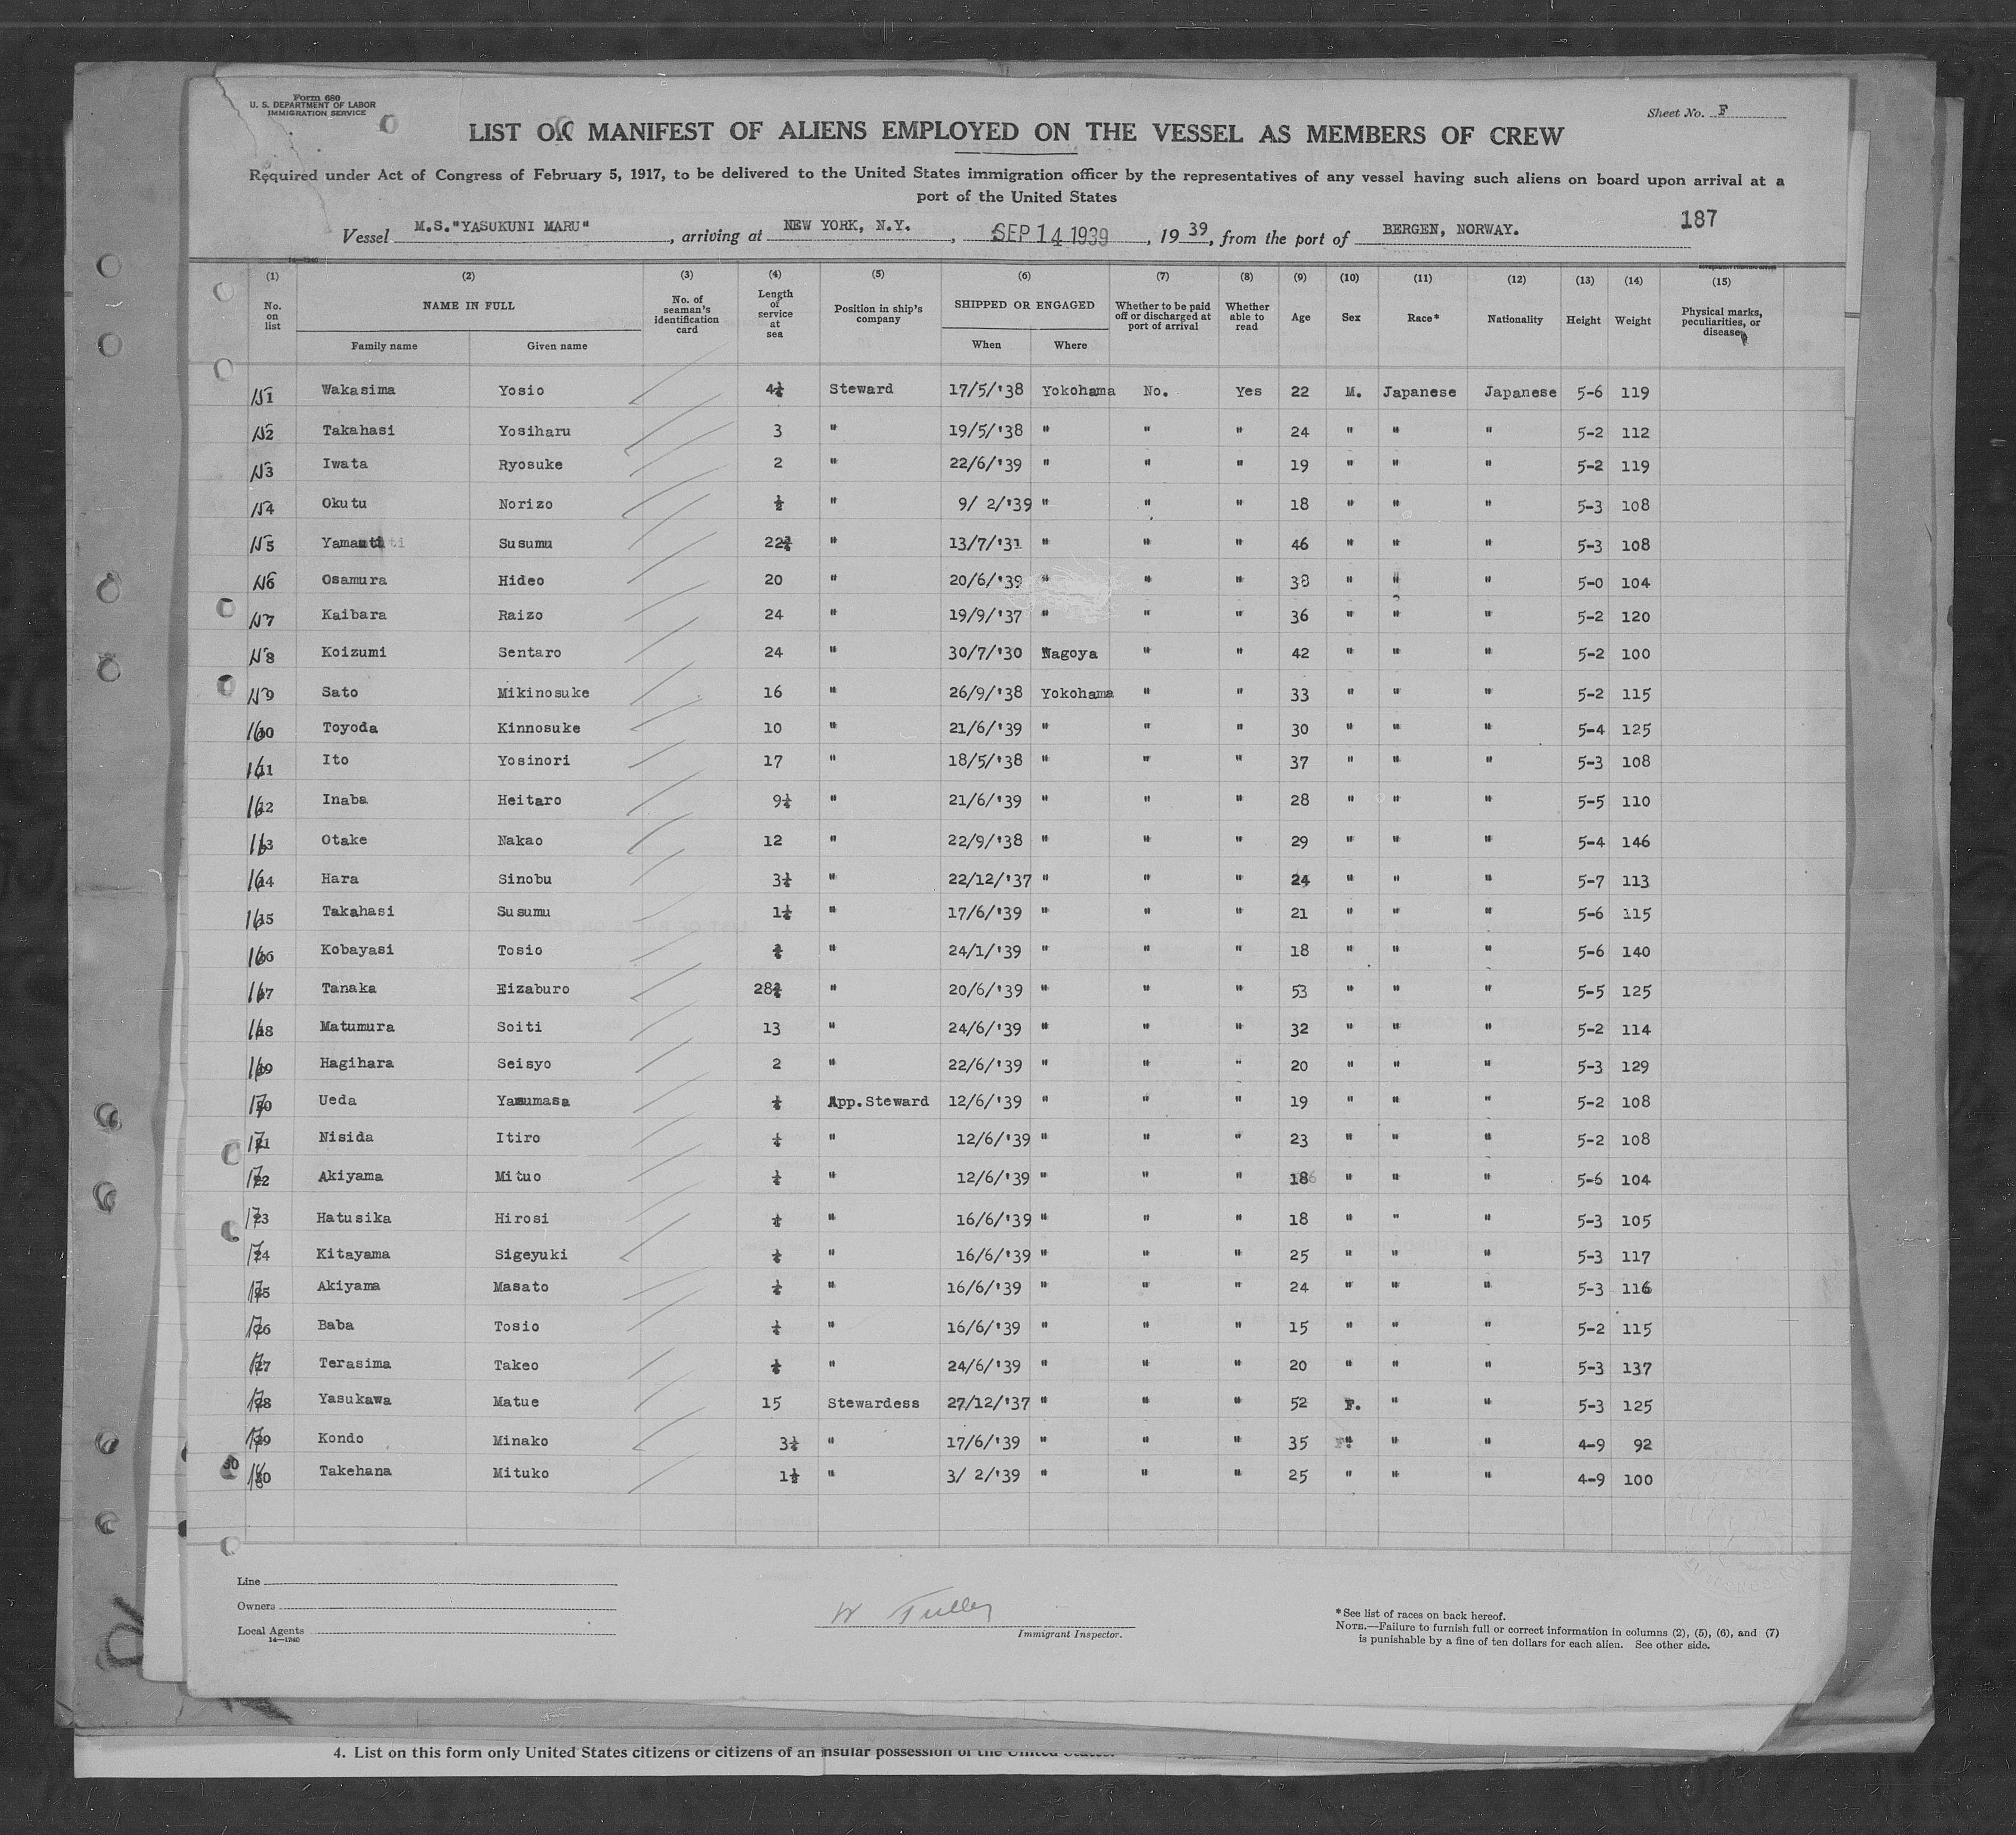 Form 680
U. S. DEPARTMENT OF LABOR
IMMIGRATION SERVICE
Sheet No. F
LIST OR MANIFEST OF ALIENS EMPLOYED ON THE VESSEL AS MEMBERS OF CREW
Required under Act of Congress of February 5, 1917, to be delivered to the United States immigration officer by the representatives of any vessel having such aliens on board upon arrival at a
port of the United States
187
Vessel M.S."YASUKUNI MARU", arriving at NEW YORK, N.Y., SEP 14 1939, 19 39, from the port of BERGEN, NORWAY.
14—1240
(1) (2) (3) (4) (5) (6) (7) (8) (9) (10) (11) (12) (13) (14) (15)
No. on list NAME IN FULL Family name Given name No. of seaman's identification card Length of service at sea Position in ship's company SHIPPED OR ENGAGED When Where Whether to be paid off or discharged at port of arrival Whether able to read Age Sex Race* Nationality Height Weight Physical marks, peculiarities, or disease
151 Wakasima Yosio 4¼ Steward 17/5/'38 Yokohama No. Yes 22 M. Japanese Japanese 5-6 119
152 Takahasi Yosiharu 3 " 19/5/'38 " " " 24 " " " 5-2 112
153 Iwata Ryosuke 2 " 22/6/'39 " " " 19 " " " 5-2 119
154 Okutu Norizo ½ " 9/ 2/'39 " " " 18 " " " 5-3 108
155 Susumu 22¾ " 13/7/'31 " " " 46 " " " 5-3 108
156 Osamura Hideo 20 " 20/6/'39 " " " 38 " " " 5-0 104
157 Kaibara Raizo 24 " 19/9/'37 " " " 36 " " " 5-2 120
158 Koizumi Sentaro 24 " 30/7/'30 Nagoya " " 42 " " " 5-2 100
159 Sato Mikinosuke 16 " 26/9/'38 Yokohama " " 33 " " " 5-2 115
160 Toyoda Kinnosuke 10 " 21/6/'39 " " " 30 " " " 5-4 125
161 Ito Yosinori 17 " 18/5/'38 " " " 37 " " " 5-3 108
162 Inaba Heitaro 9¼ " 21/6/'39 " " " 28 " " " 5-5 110
163 Otake Nakao 12 " 22/9/'38 " " " 29 " " " 5-4 146
164 Hara Sinobu 3¼ " 22/12/'37 " " " 24 " " " 5-7 113
165 Takahasi Susumu 1¼ " 17/6/'39 " " " 21 " " " 5-6 115
166 Kobayasi Tosio ¾ " 24/1/'39 " " " 18 " " " 5-6 140
167 Tanaka Eizaburo 28¾ " 20/6/'39 " " " 53 " " " 5-5 125
168 Matumura Soiti 13 " 24/6/'39 " " " 32 " " " 5-2 114
169 Hagihara Seisyo 2 " 22/6/'39 " " " 20 " " " 5-3 129
170 Ueda Yasumasa ¼ App.Steward 12/6/'39 " " " 19 " " " 5-2 108
171 Nisida Itiro ¼ " 12/6/'39 " " " 23 " " " 5-2 108
172 Akiyama Mituo ¼ " 12/6/'39 " " " 18 " " " 5-6 104
173 Hatusika Hirosi ¼ " 16/6/'39 " " " 18 " " " 5-3 105
174 Kitayama Sigeyuki ¼ " 16/6/'39 " " " 25 " " " 5-3 117
175 Akiyama Masato ¼ " 16/6/'39 " " " 24 " " " 5-3 116
176 Baba Tosio ¼ " 16/6/'39 " " " 15 " " " 5-2 115
177 Terasima Takeo ¼ " 24/6/'39 " " " 20 " " " 5-3 137
178 Yasukawa Matue 15 Stewardess 27/12/'37 " " " 52 F. " " 5-3 125
179 Kondo Minako 3¼ " 17/6/'39 " " " 35 " " " 4-9 92
180 Takehana Mituko 1½ " 3/ 2/'39 " " " 25 " " " 4-9 100
30
Line
Owners
Local Agents
14—1240
W Fuller
Immigrant Inspector.
*See list of races on back hereof.
NOTE.—Failure to furnish full or correct information in columns (2), (5), (6), and (7)
is punishable by a fine of ten dollars for each alien. See other side.
4. List on this form only United States citizens or citizens of an insular possession of the United States.